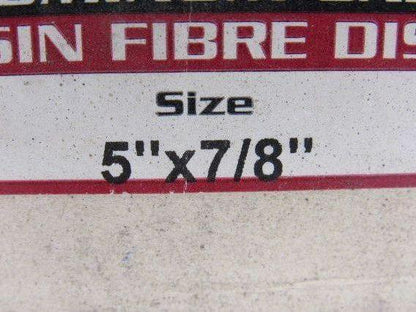 SIN FIBRE DIS
Size
5"x7/8"